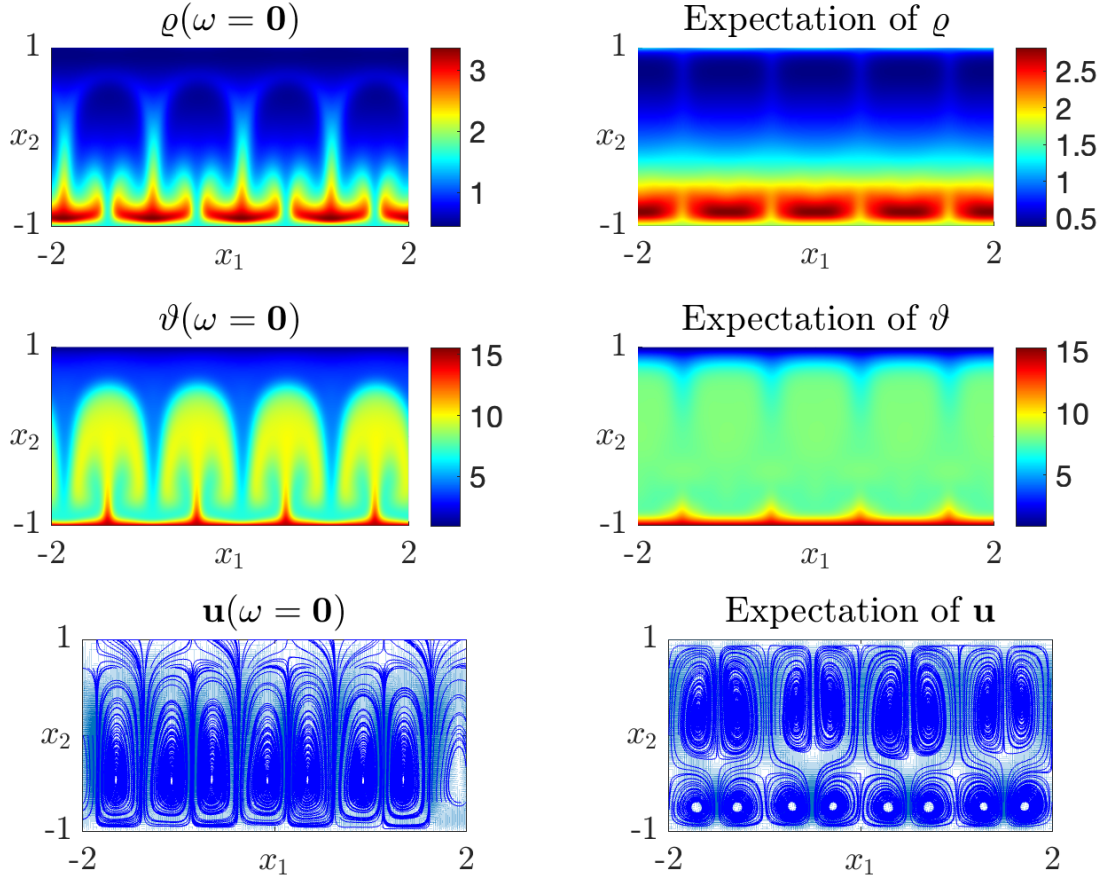 ϱ(ω = 0)
1
x₂
-1
-2
x₁
2
3
2
1
Expectation of ϱ
1
x₂
-1
-2
x₁
2
2.5
2
1.5
1
0.5
ϑ(ω = 0)
1
x₂
-1
-2
x₁
2
15
10
5
Expectation of ϑ
1
x₂
-1
-2
x₁
2
15
10
5
u(ω = 0)
1
x₂
-1
-2
x₁
2
Expectation of u
1
x₂
-1
-2
x₁
2